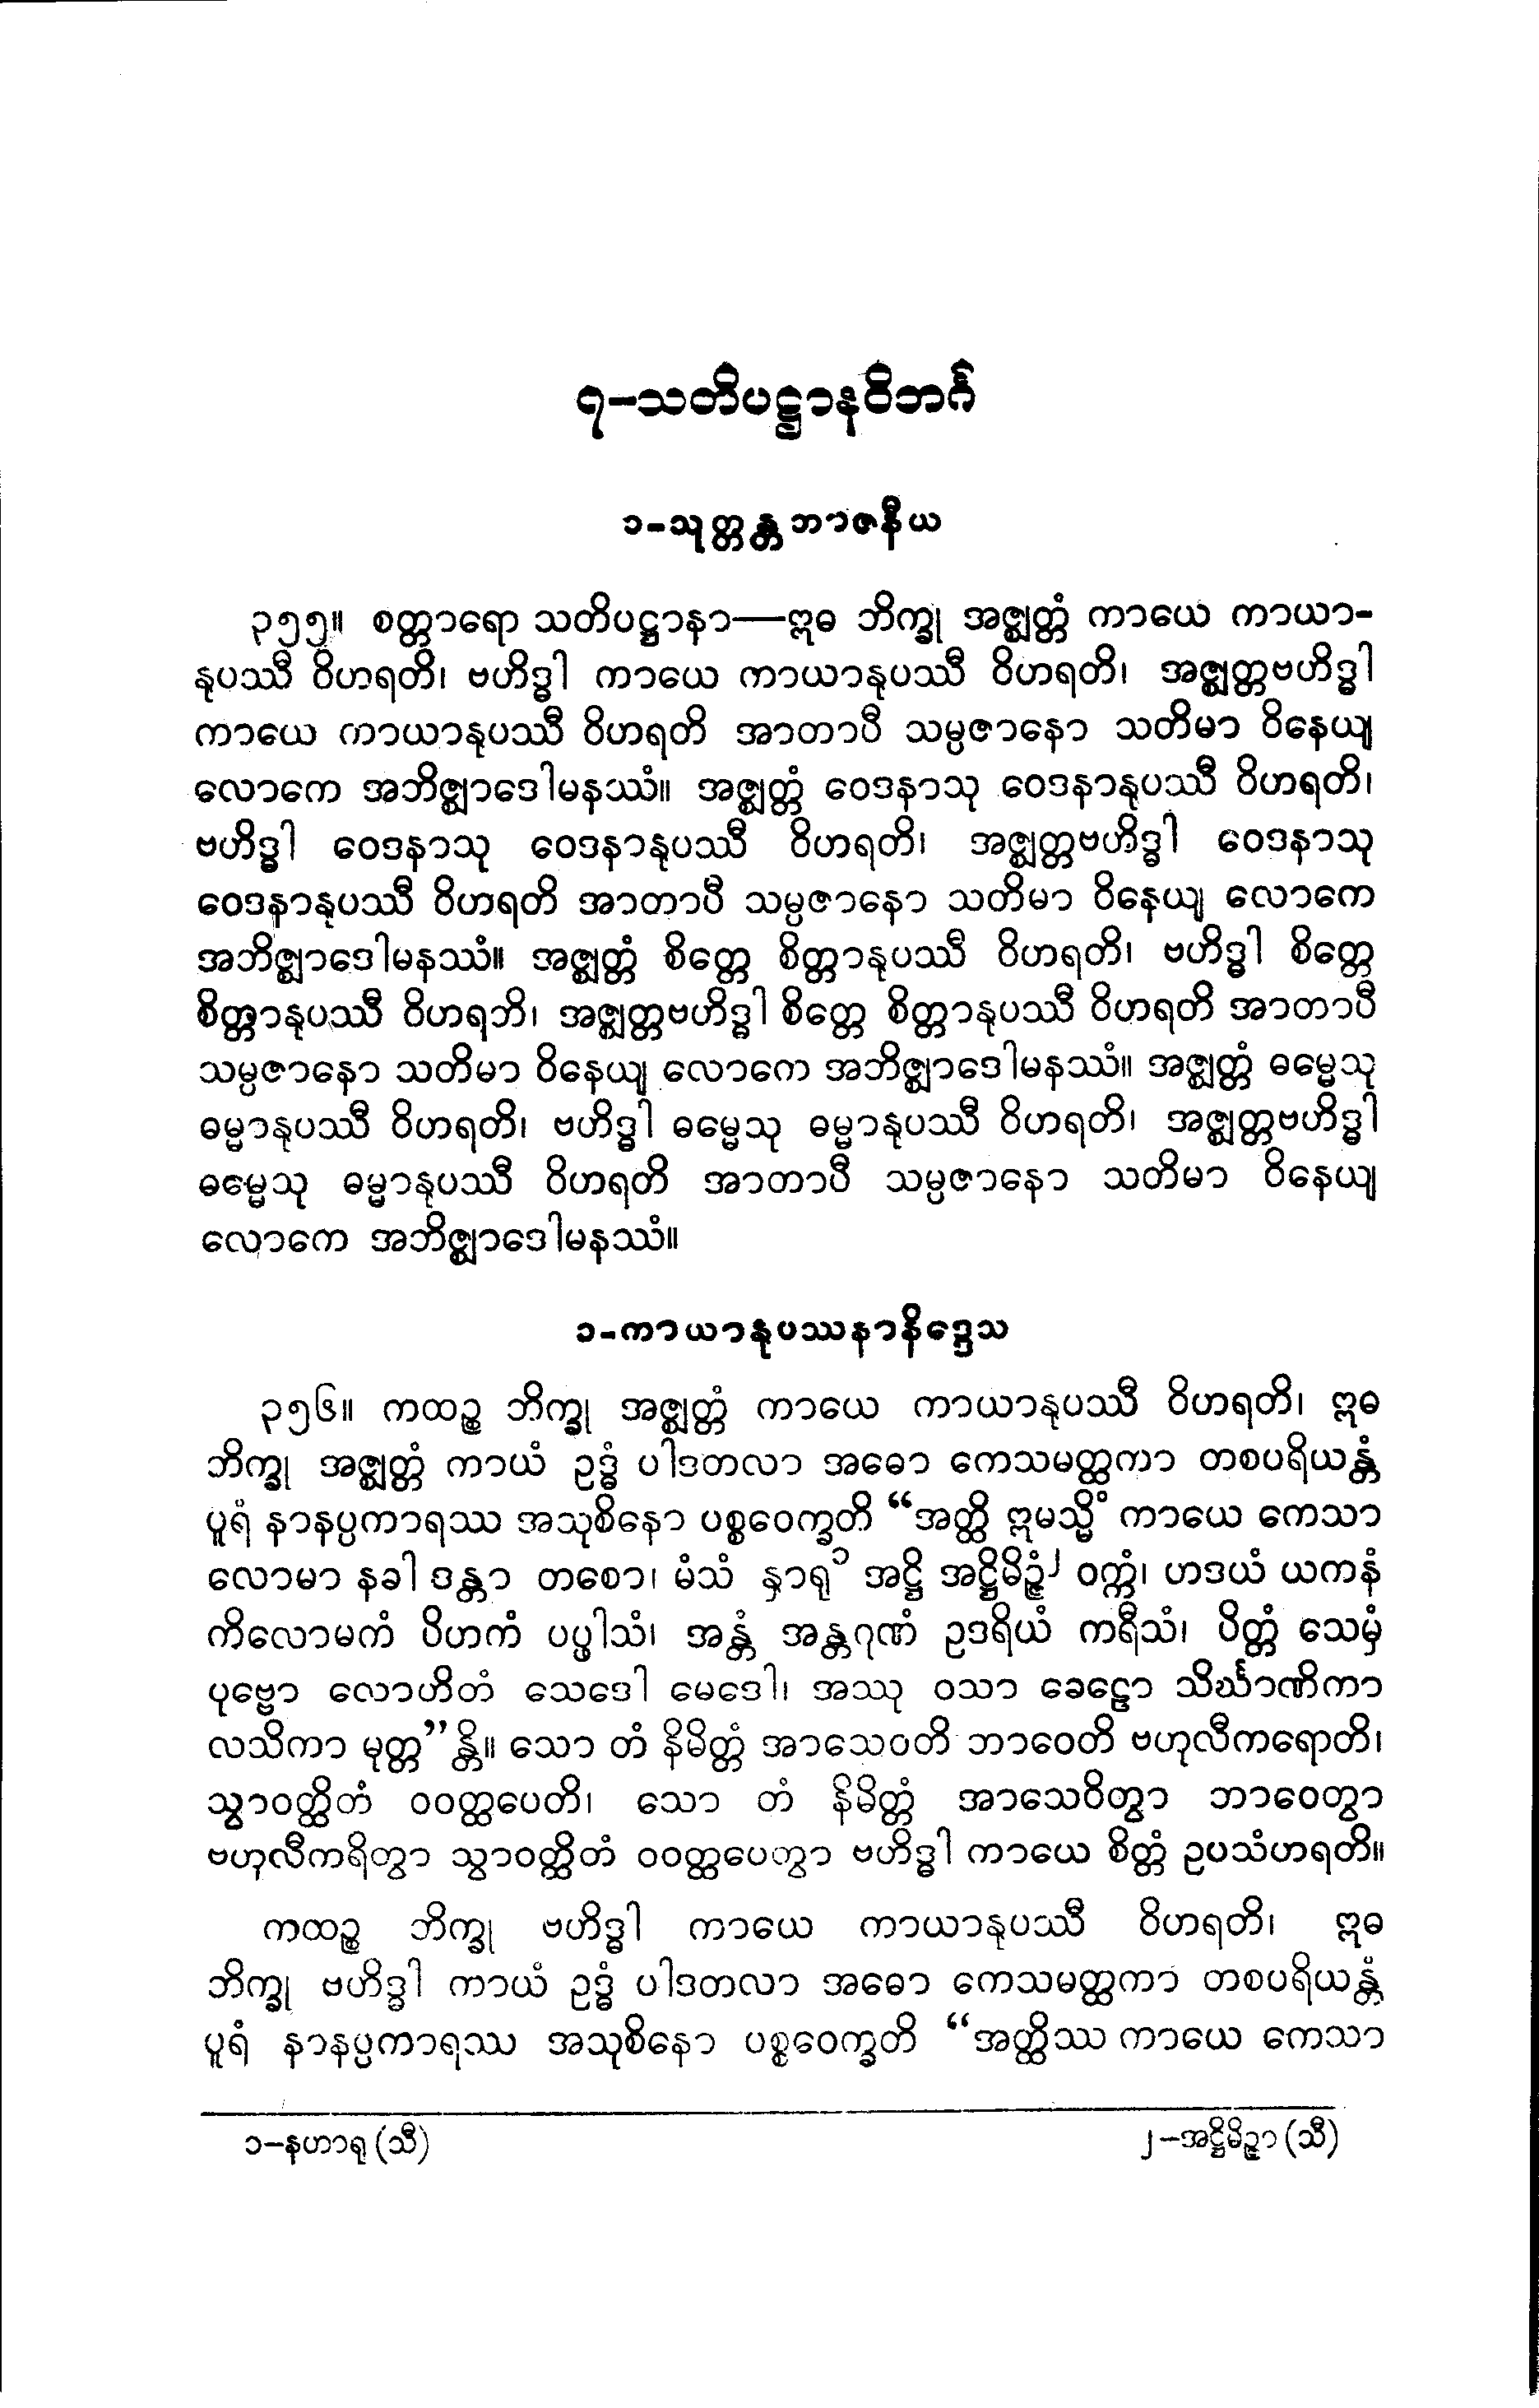 ၇–သတိပဋ္ဌာနဝိဘင်္ဂ
၁-သုတ္တန္တဘာဇနီယ
၃၅၅။ စတ္တာရော သတိပဋ္ဌာနာ—ဣဓ ဘိက္ခု အဇ္ဈတ္တံ ကာယေ ကာယာ-
နုပဿီ ဝိဟရတိ၊ ဗဟိဒ္ဓါ ကာယေ ကာယာနုပဿီ ဝိဟရတိ၊ အဇ္ဈတ္တဗဟိဒ္ဓါ
ကာယေ ကာယာနုပဿီ ဝိဟရတိ အာတာပီ သမ္ပဇာနော သတိမာ ဝိနေယျ
လောကေ အဘိဇ္ဈာဒေါမနဿံ။ အဇ္ဈတ္တံ ဝေဒနာသု ဝေဒနာနုပဿီ ဝိဟရတိ၊
ဗဟိဒ္ဓါ ဝေဒနာသု ဝေဒနာနုပဿီ ဝိဟရတိ၊ အဇ္ဈတ္တဗဟိဒ္ဓါ ဝေဒနာသု
ဝေဒနာနုပဿီ ဝိဟရတိ အာတာပီ သမ္ပဇာနော သတိမာ ဝိနေယျ လောကေ
အဘိဇ္ဈာဒေါမနဿံ။ အဇ္ဈတ္တံ စိတ္တေ စိတ္တာနုပဿီ ဝိဟရတိ၊ ဗဟိဒ္ဓါ စိတ္တေ
စိတ္တာနုပဿီ ဝိဟရတိ၊ အဇ္ဈတ္တဗဟိဒ္ဓါ စိတ္တေ စိတ္တာနုပဿီ ဝိဟရတိ အာတာပီ
သမ္ပဇာနော သတိမာ ဝိနေယျ လောကေ အဘိဇ္ဈာဒေါမနဿံ။ အဇ္ဈတ္တံ ဓမ္မေသု
ဓမ္မာနုပဿီ ဝိဟရတိ၊ ဗဟိဒ္ဓါ ဓမ္မေသု ဓမ္မာနုပဿီ ဝိဟရတိ၊ အဇ္ဈတ္တဗဟိဒ္ဓါ
ဓမ္မေသု ဓမ္မာနုပဿီ ဝိဟရတိ အာတာပီ သမ္ပဇာနော သတိမာ ဝိနေယျ
လောကေ အဘိဇ္ဈာဒေါမနဿံ။
၁-ကာယာနုပဿနာနိဒ္ဒေသ
၃၅၆။ ကထဉ္စ ဘိက္ခု အဇ္ဈတ္တံ ကာယေ ကာယာနုပဿီ ဝိဟရတိ၊ ဣဓ
ဘိက္ခု အဇ္ဈတ္တံ ကာယံ ဥဒ္ဓံ ပါဒတလာ အဓော ကေသမတ္ထကာ တစပရိယန္တံ
ပူရံ နာနပ္ပကာရဿ အသုစိနော ပစ္စဝေက္ခတိ “အတ္ထိ ဣမသ္မိံ ကာယေ ကေသာ
လောမာ နခါ ဒန္တာ တစော၊ မံသံ နှာရု၁ အဋ္ဌိ အဋ္ဌိမိဉ္ဇံ၂ ဝက္ကံ၊ ဟဒယံ ယကနံ
ကိလောမကံ ပိဟကံ ပပ္ဖါသံ၊ အန္တံ အန္တဂုဏံ ဥဒရိယံ ကရီသံ၊ ပိတ္တံ သေမှံ
ပုဗ္ဗော လောဟိတံ သေဒေါ မေဒေါ၊ အဿု ဝသာ ခေဠော သိင်္ဃာဏိကာ
လသိကာ မုတ္တ”န္တိ။ သော တံ နိမိတ္တံ အာသေဝတိ ဘာဝေတိ ဗဟုလီကရောတိ၊
သွာဝတ္ထိတံ ဝဝတ္ထပေတိ၊ သော တံ နိမိတ္တံ အာသေဝိတွာ ဘာဝေတွာ
ဗဟုလီကရိတွာ သွာဝတ္ထိတံ ဝဝတ္ထပေတွာ ဗဟိဒ္ဓါ ကာယေ စိတ္တံ ဥပသံဟရတိ။
ကထဉ္စ ဘိက္ခု ဗဟိဒ္ဓါ ကာယေ ကာယာနုပဿီ ဝိဟရတိ၊ ဣဓ
ဘိက္ခု ဗဟိဒ္ဓါ ကာယံ ဥဒ္ဓံ ပါဒတလာ အဓော ကေသမတ္ထကာ တစပရိယန္တံ
ပူရံ နာနပ္ပကာရဿ အသုစိနော ပစ္စဝေက္ခတိ “အတ္ထိဿ ကာယေ ကေသာ
၁–နဟာရု (သီ) ၂–အဋ္ဌိမိဉ္ဇာ (သီ)